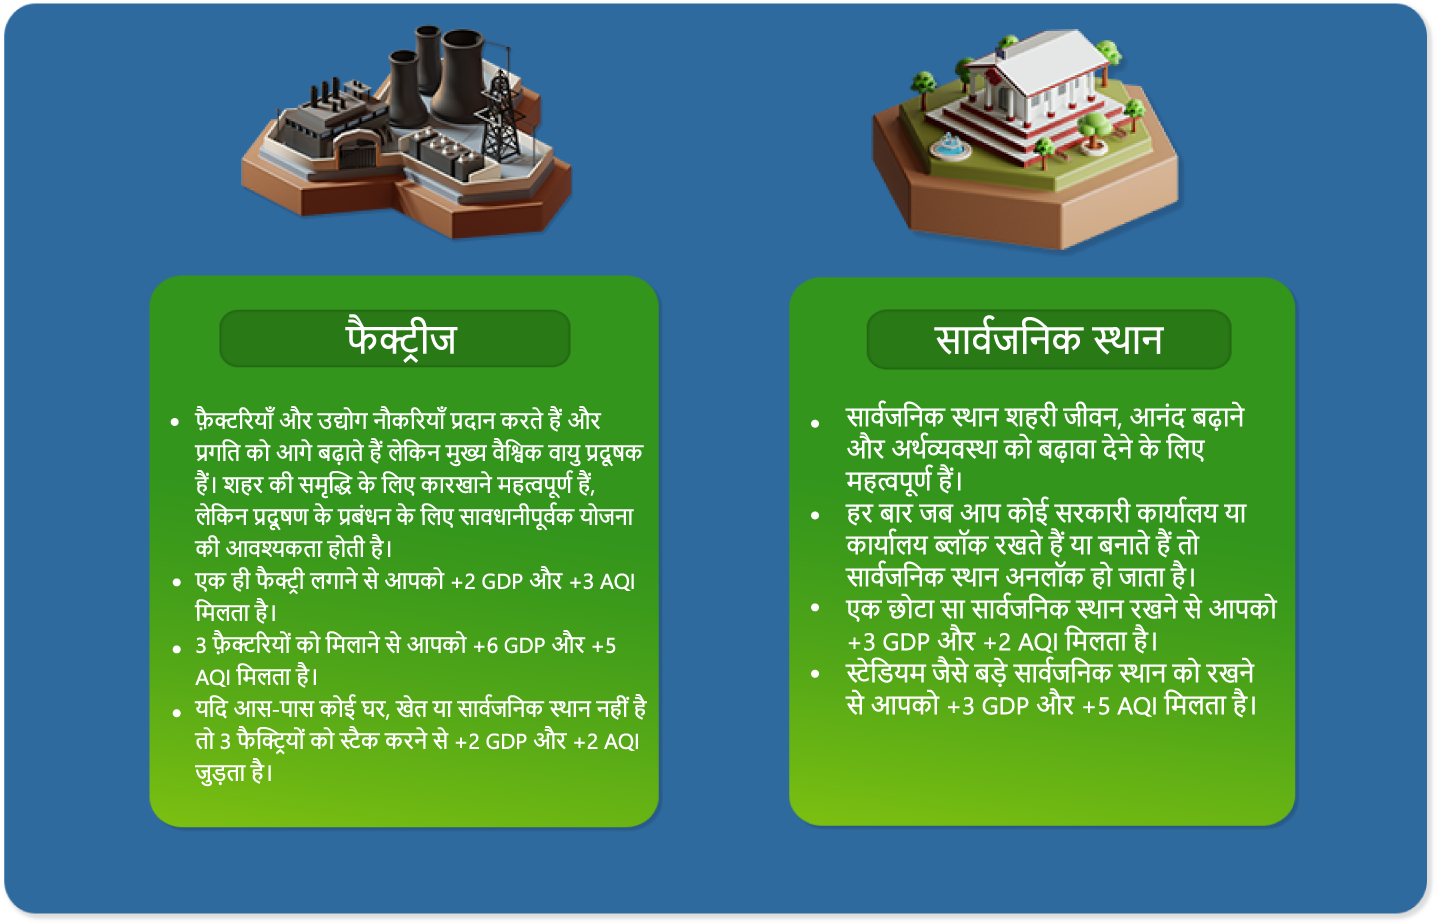 फैक्ट्रीज
• फ़ैक्टरियाँ और उद्योग नौकरियाँ प्रदान करते हैं और
प्रगति को आगे बढ़ाते हैं लेकिन मुख्य वैश्विक वायु प्रदूषक
हैं। शहर की समृद्धि के लिए कारखाने महत्वपूर्ण हैं,
लेकिन प्रदूषण के प्रबंधन के लिए सावधानीपूर्वक योजना
की आवश्यकता होती है।
• एक ही फैक्ट्री लगाने से आपको +2 GDP और +3 AQI
मिलता है।
• 3 फ़ैक्टरियों को मिलाने से आपको +6 GDP और +5
AQI मिलता है।
• यदि आस-पास कोई घर, खेत या सार्वजनिक स्थान नहीं है
तो 3 फैक्ट्रियों को स्टैक करने से +2 GDP और +2 AQI
जुड़ता है।
सार्वजनिक स्थान
• सार्वजनिक स्थान शहरी जीवन, आनंद बढ़ाने
और अर्थव्यवस्था को बढ़ावा देने के लिए
महत्वपूर्ण हैं।
• हर बार जब आप कोई सरकारी कार्यालय या
कार्यालय ब्लॉक रखते हैं या बनाते हैं तो
सार्वजनिक स्थान अनलॉक हो जाता है।
• एक छोटा सा सार्वजनिक स्थान रखने से आपको
+3 GDP और +2 AQI मिलता है।
• स्टेडियम जैसे बड़े सार्वजनिक स्थान को रखने
से आपको +3 GDP और +5 AQI मिलता है।